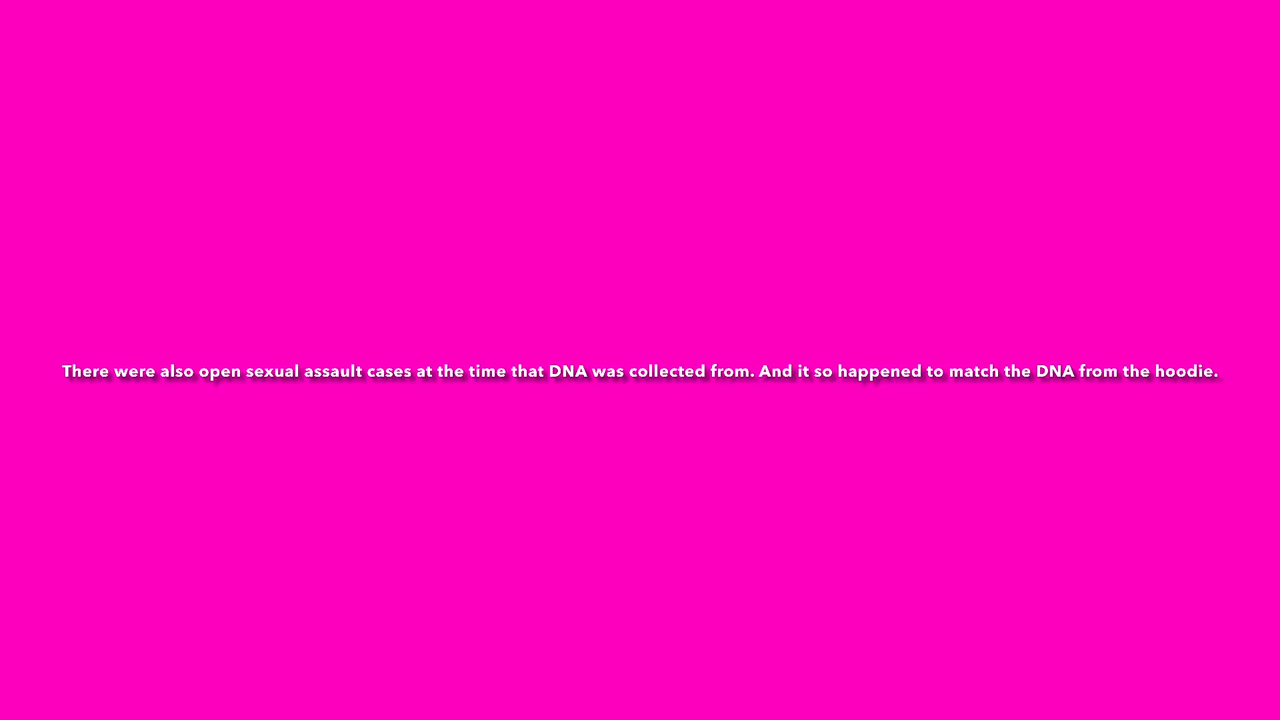 There were also open sexual assault cases at the time that DNA was collected from. And it so happened to match the DNA from the hoodie.